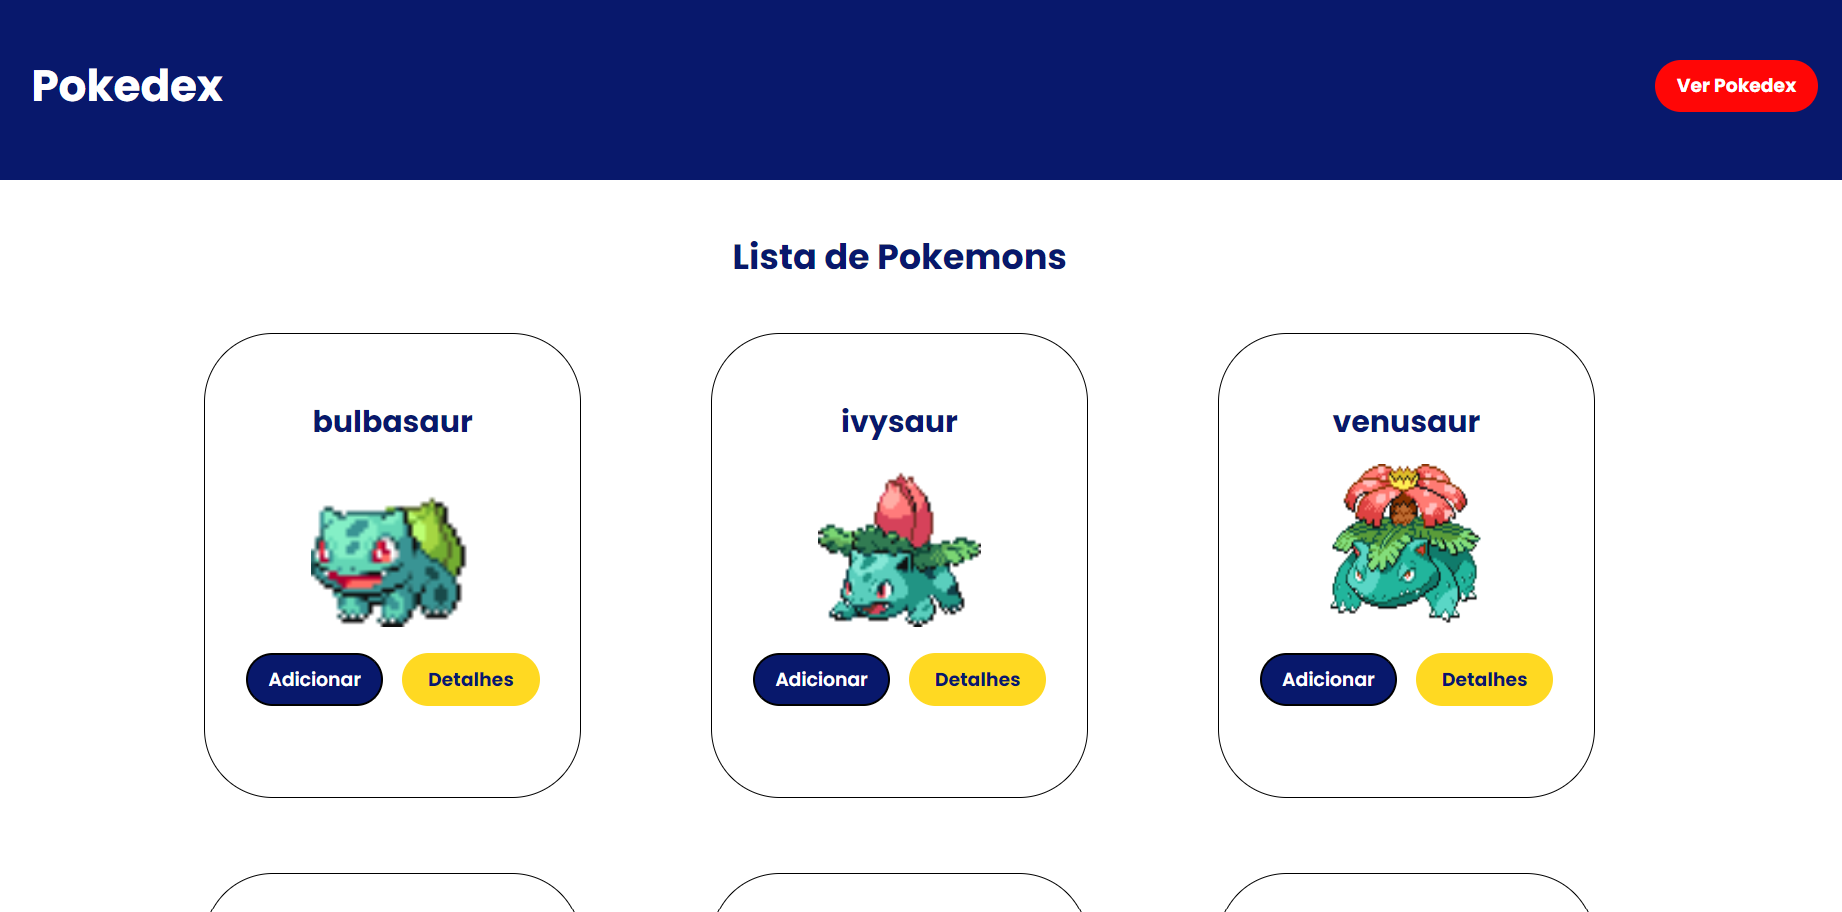 Pokedex
Ver Pokedex
Lista de Pokemons
bulbasaur
ivysaur
venusaur
Adicionar
Detalhes
Adicionar
Detalhes
Adicionar
Detalhes